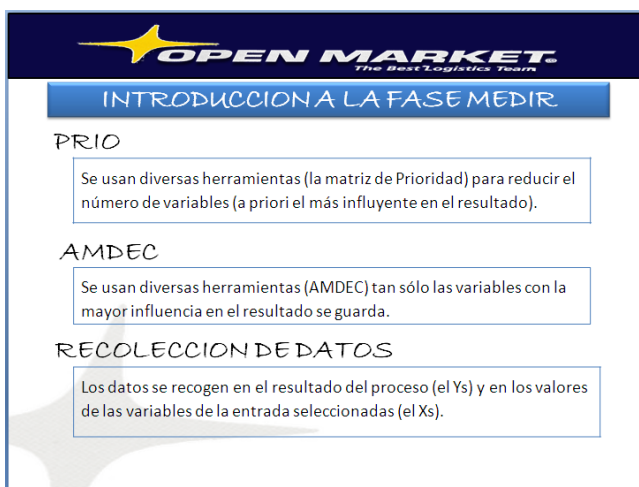 OPEN MARKET.
The Best Logistics Team
INTRODUCCION A LA FASE MEDIR
PRIO
Se usan diversas herramientas (la matriz de Prioridad) para reducir el
número de variables (a priori el más influyente en el resultado).
AMDEC
Se usan diversas herramientas (AMDEC) tan sólo las variables con la
mayor influencia en el resultado se guarda.
RECOLECCION DE DATOS
Los datos se recogen en el resultado del proceso (el Ys) y en los valores
de las variables de la entrada seleccionadas (el Xs).